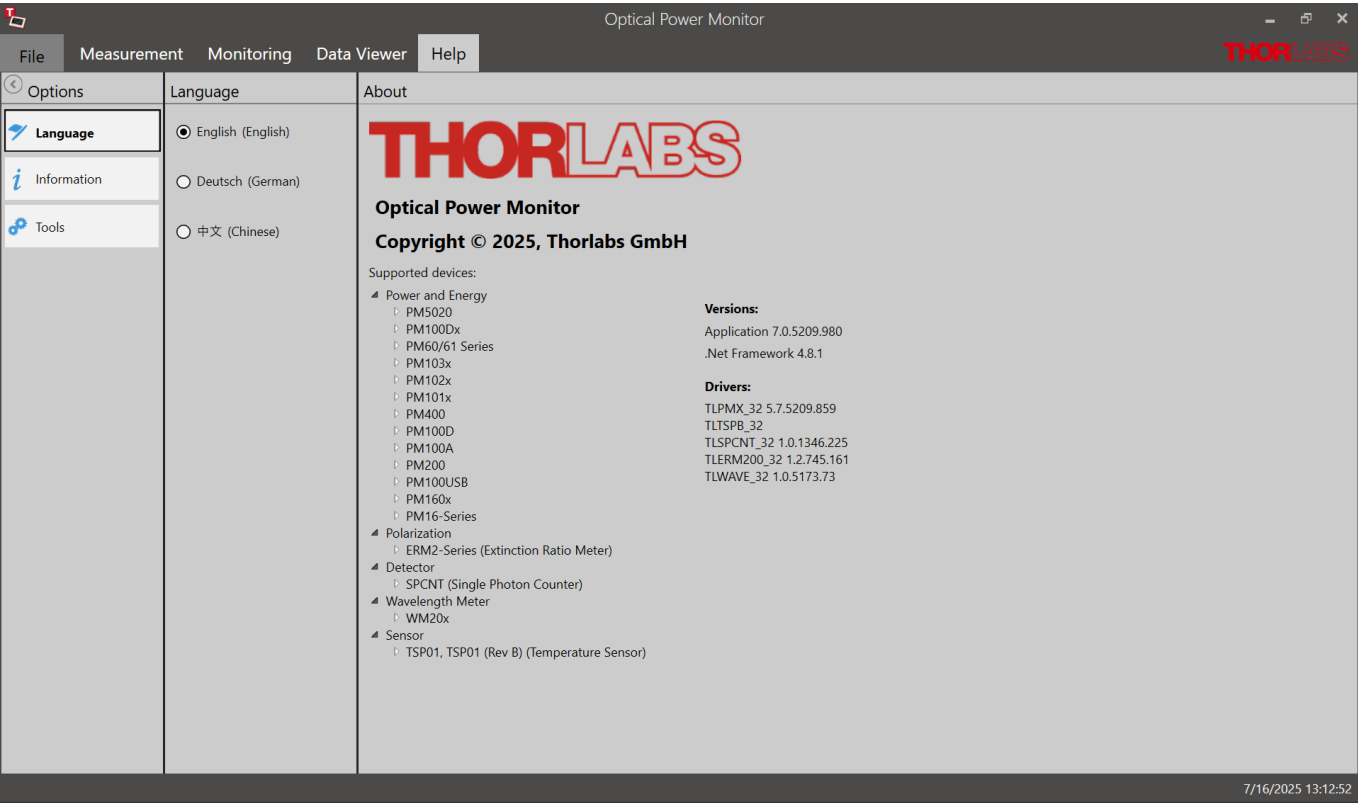 Optical Power Monitor
File Measurement Monitoring Data Viewer Help
THORLABS
Options
Language
Information
Tools
Language
English (English)
Deutsch (German)
中文 (Chinese)
About
THORLABS
Optical Power Monitor
Copyright © 2025, Thorlabs GmbH
Supported devices:
Power and Energy
PM5020
PM100Dx
PM60/61 Series
PM103x
PM102x
PM101x
PM400
PM100D
PM100A
PM200
PM100USB
PM160x
PM16-Series
Polarization
ERM2-Series (Extinction Ratio Meter)
Detector
SPCNT (Single Photon Counter)
Wavelength Meter
WM20x
Sensor
TSP01, TSP01 (Rev B) (Temperature Sensor)
Versions:
Application 7.0.5209.980
.Net Framework 4.8.1
Drivers:
TLPMX_32 5.7.5209.859
TLTSPB_32
TLSPCNT_32 1.0.1346.225
TLERM200_32 1.2.745.161
TLWAVE_32 1.0.5173.73
7/16/2025 13:12:52